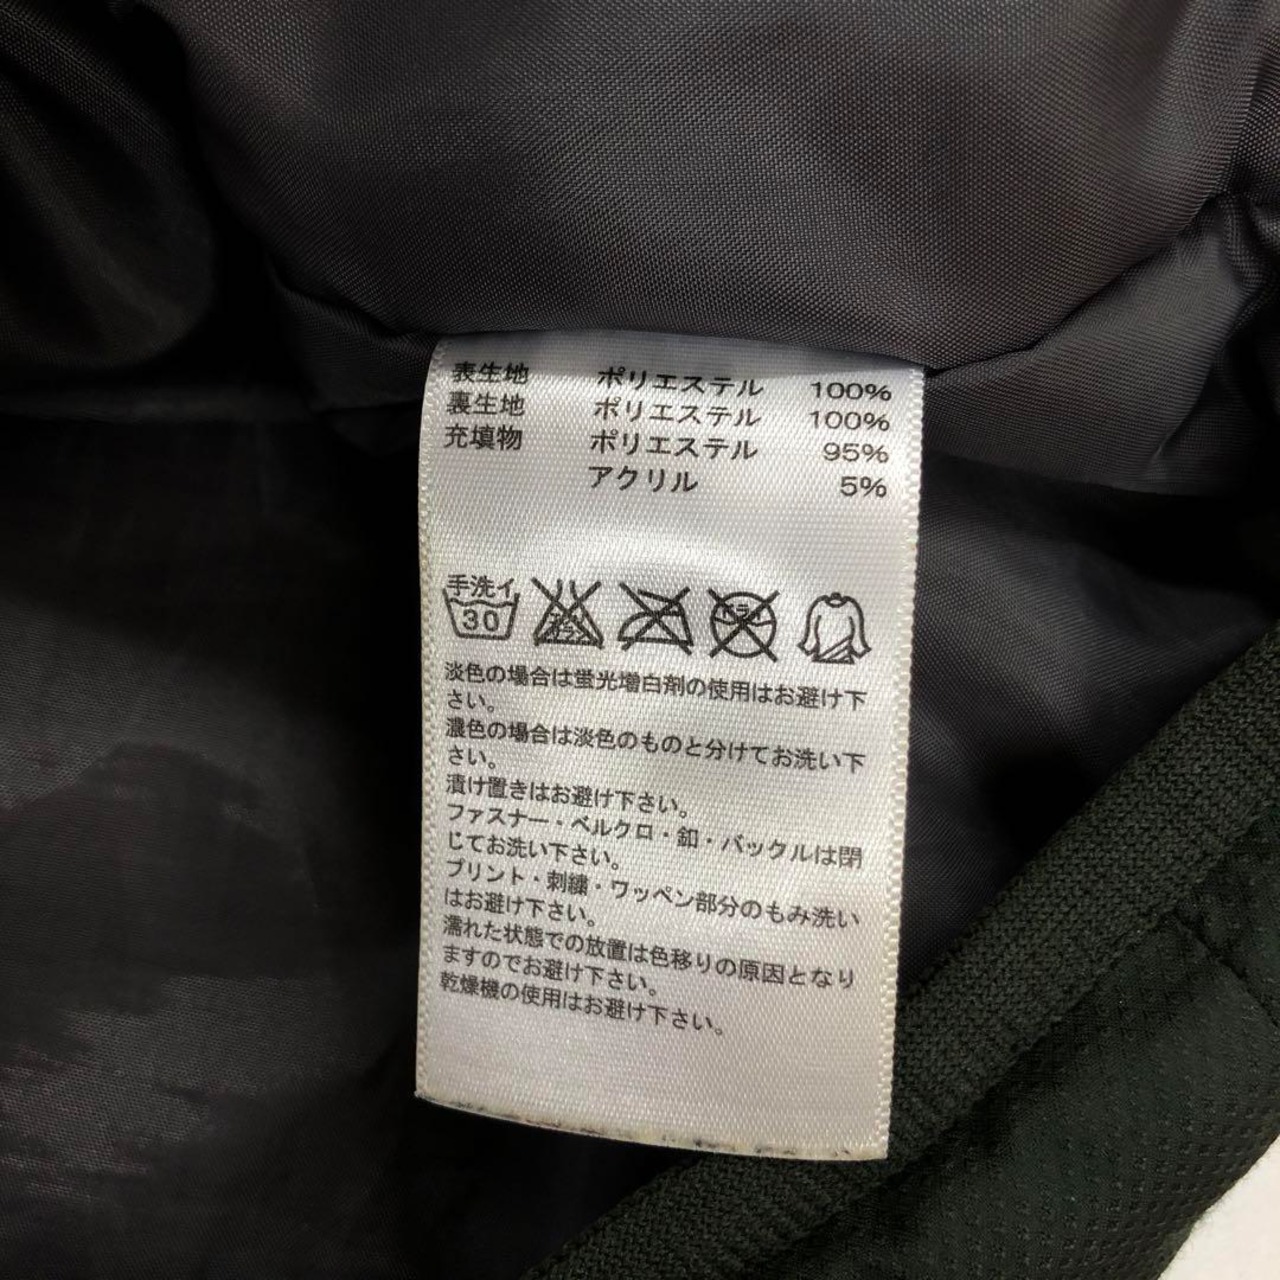 表生地 ポリエステル 100%
裏生地 ポリエステル 100%
充填物 ポリエステル 95%
アクリル 5%
手洗イ
30
ドライ
淡色の場合は蛍光増白剤の使用はお避け下
さい。
濃色の場合は淡色のものと分けてお洗い下
さい。
漬け置きはお避け下さい。
ファスナー・ベルクロ・釦・バックルは閉
じてお洗い下さい。
プリント・刺繍・ワッペン部分のもみ洗い
はお避け下さい。
濡れた状態での放置は色移りの原因となり
ますのでお避け下さい。
乾燥機の使用はお避け下さい。